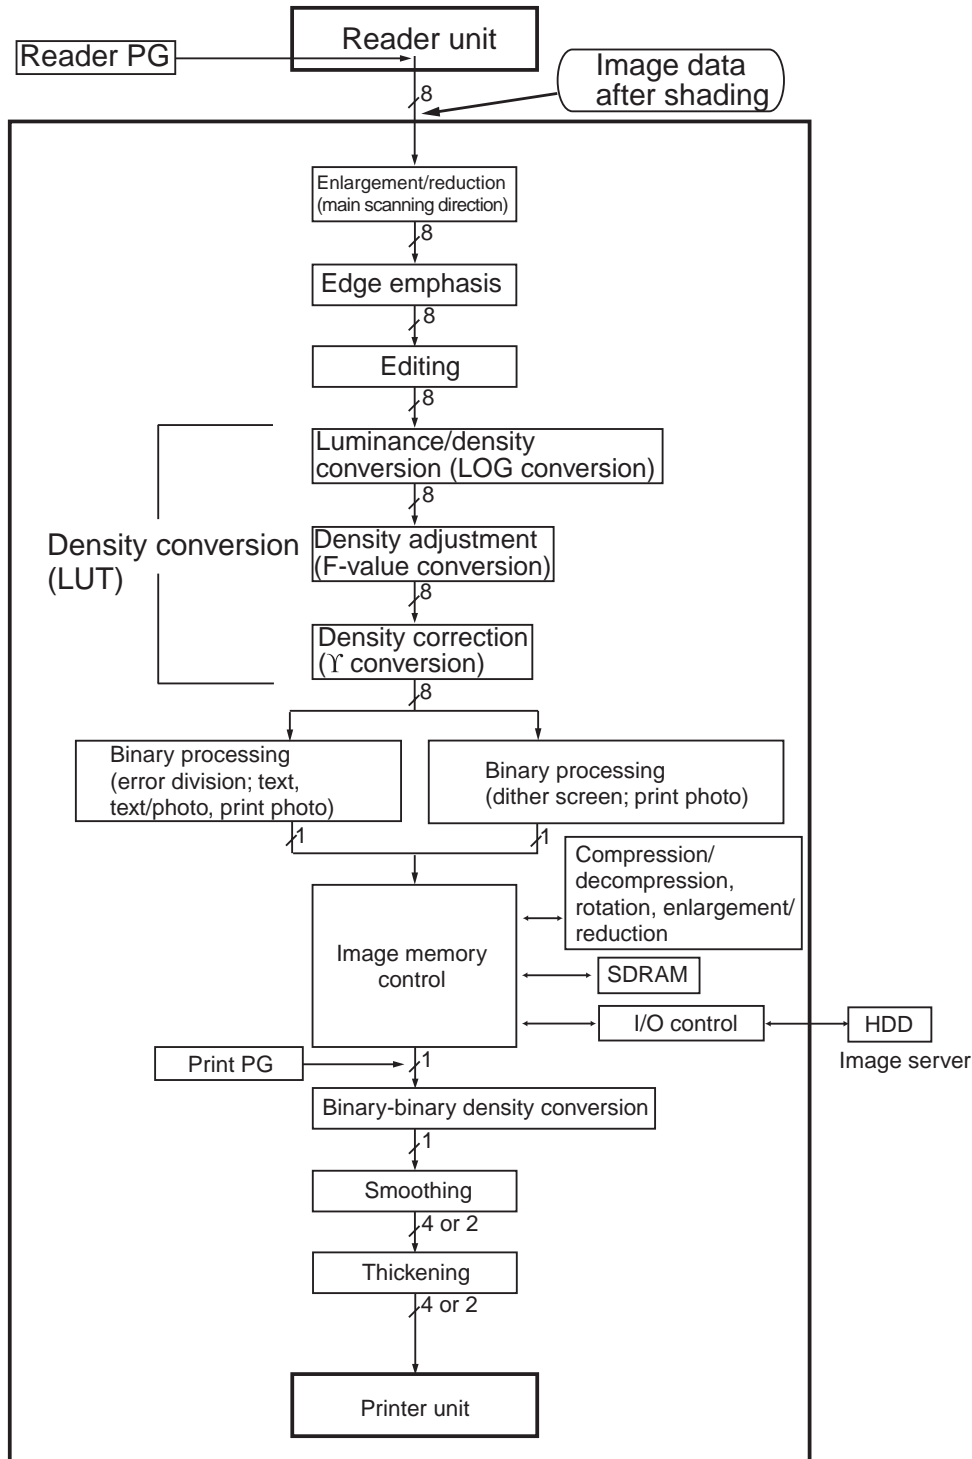 Reader unit
Reader PG
Image data
after shading
8
Enlargement/reduction
(main scanning direction)
8
Edge emphasis
8
Editing
8
Luminance/density
conversion (LOG conversion)
8
Density conversion
(LUT)
Density adjustment
(F-value conversion)
8
Density correction
(ϒ conversion)
8
Binary processing
(error division; text,
text/photo, print photo)
Binary processing
(dither screen; print photo)
1
1
Compression/
decompression,
rotation, enlargement/
reduction
Image memory
control
SDRAM
I/O control
HDD
Image server
Print PG
1
Binary-binary density conversion
1
Smoothing
4 or 2
Thickening
4 or 2
Printer unit